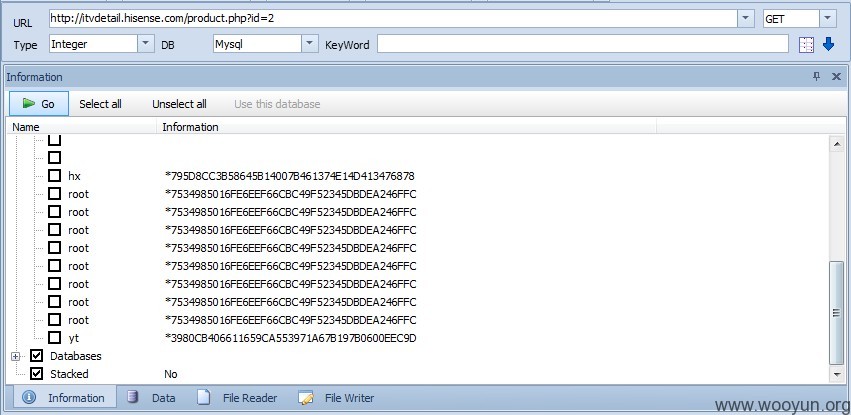 URL http://itvdetail.hisense.com/product.php?id=2 GET
Type Integer DB Mysql KeyWord
Information
Go Select all Unselect all Use this database
Name Information
hx *795D8CC3B58645B14007B461374E14D413476878
root *7534985016FE6EEF66CBC49F52345DBDEA246FFC
root *7534985016FE6EEF66CBC49F52345DBDEA246FFC
root *7534985016FE6EEF66CBC49F52345DBDEA246FFC
root *7534985016FE6EEF66CBC49F52345DBDEA246FFC
root *7534985016FE6EEF66CBC49F52345DBDEA246FFC
root *7534985016FE6EEF66CBC49F52345DBDEA246FFC
root *7534985016FE6EEF66CBC49F52345DBDEA246FFC
root *7534985016FE6EEF66CBC49F52345DBDEA246FFC
yt *3980CB406611659CA553971A67B197B0600EEC9D
Databases
Stacked No
Information Data File Reader File Writer
www.wooyun.org